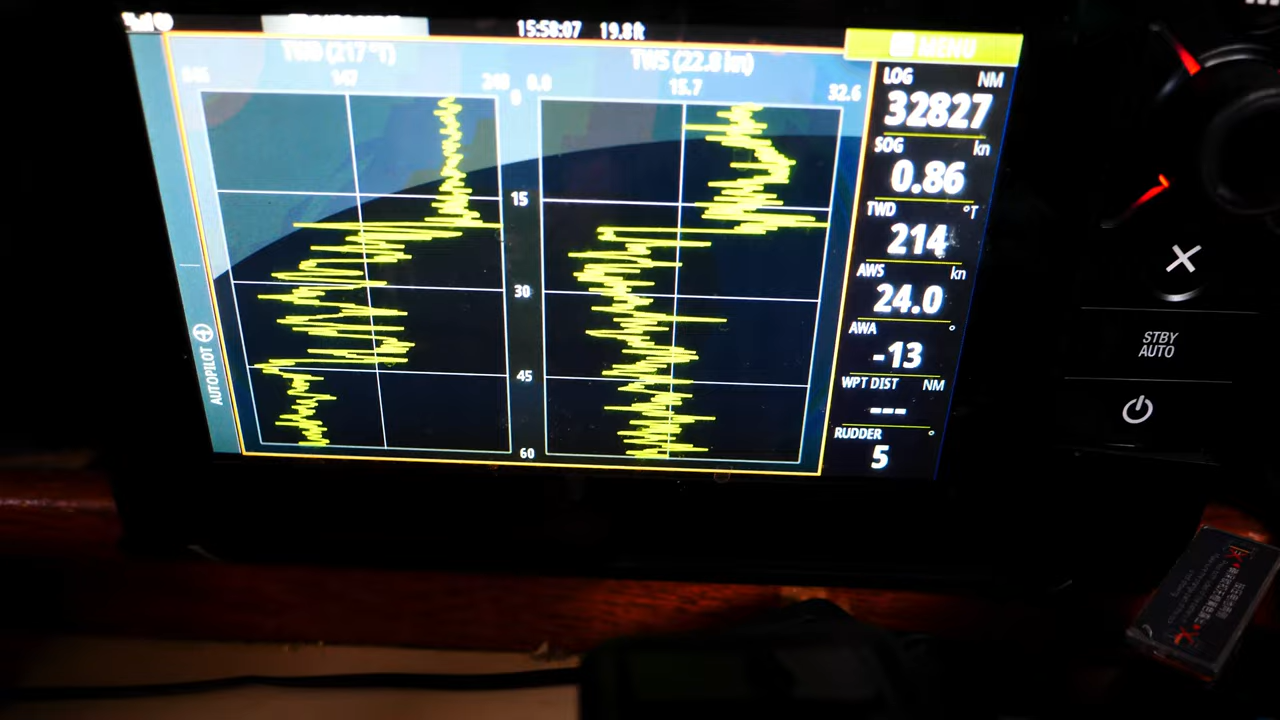 15:58:07 19.8ft
MENU
TWD (217 °T)
TWS (22.8 kn)
147
248
0.0
15.7
32.6
0
15
30
45
60
LOG NM
32827
SOG kn
0.86
TWD °T
214
AWS kn
24.0
AWA °
-13
WPT DIST NM
---
RUDDER °
5
AUTOPILOT
STBY
AUTO